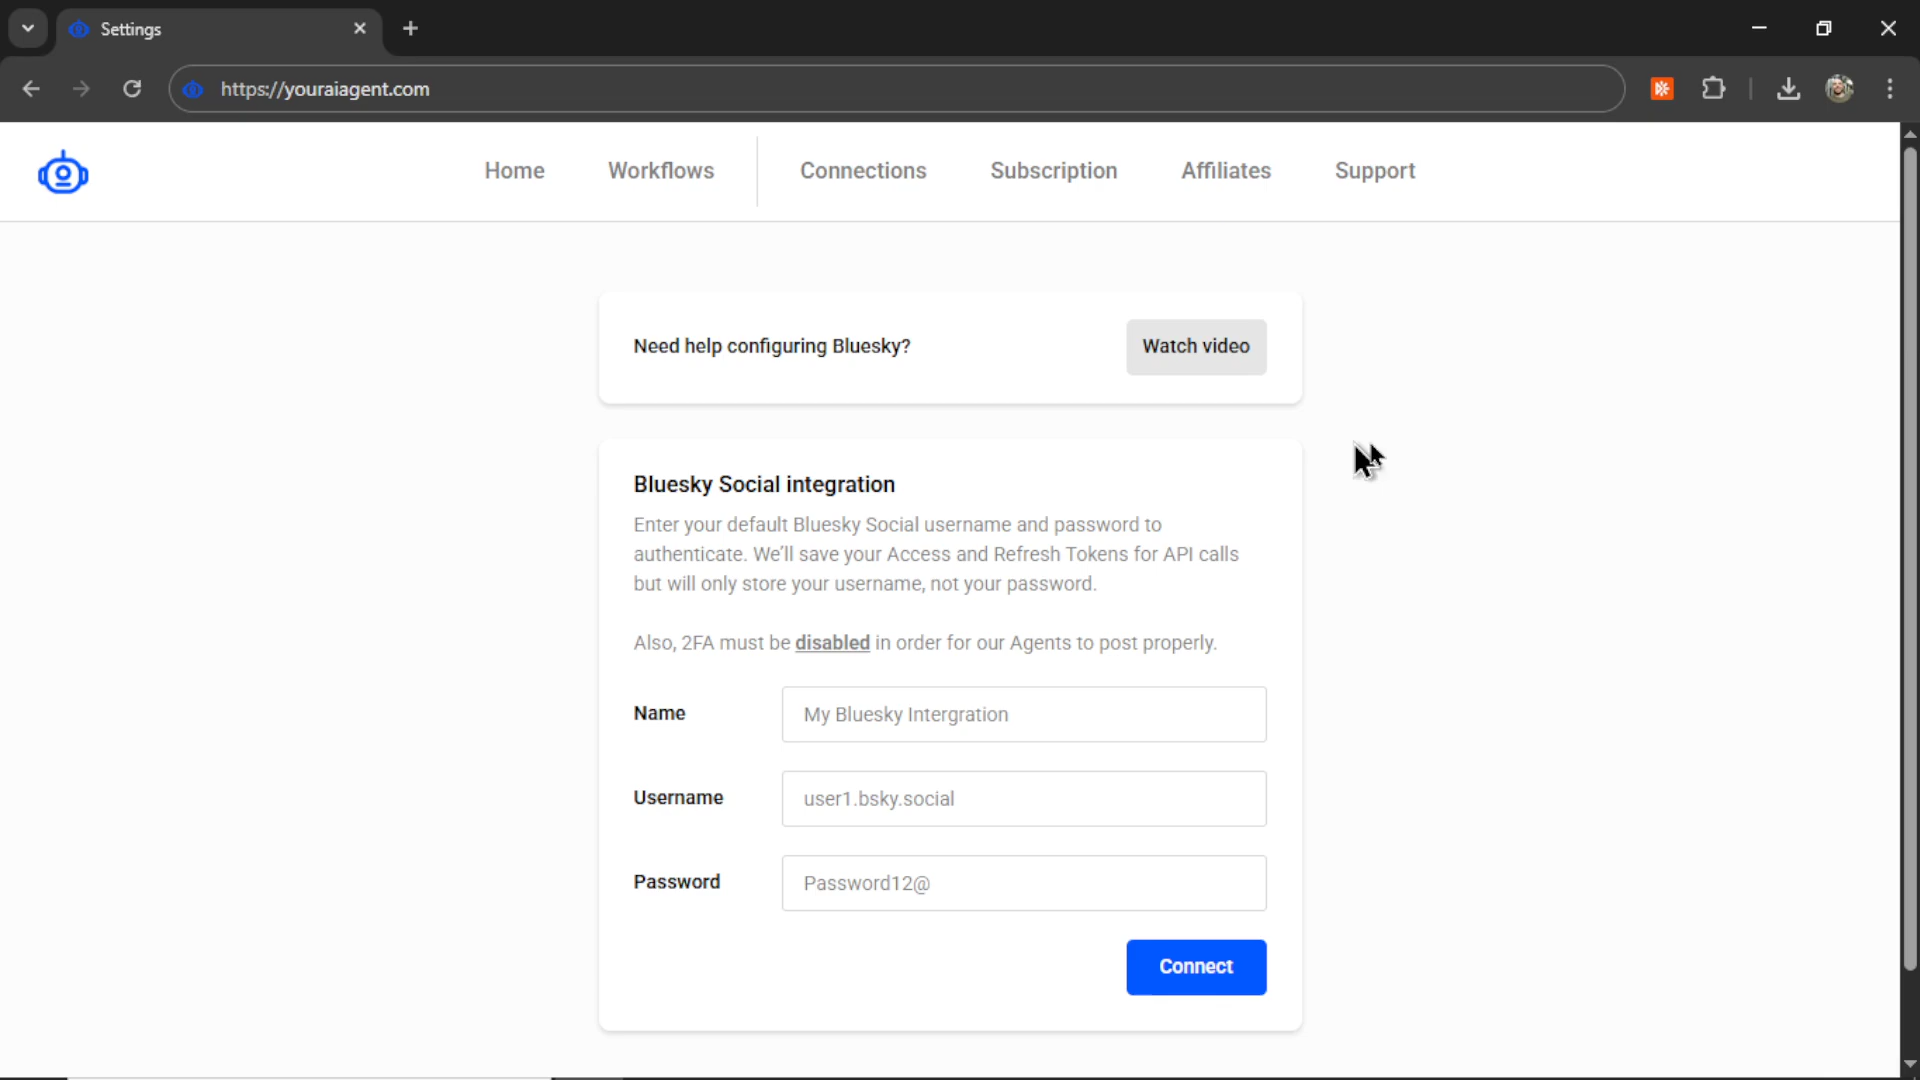 Settings
https://youraiagent.com
Home
Workflows
Connections
Subscription
Affiliates
Support
Need help configuring Bluesky?
Watch video
Bluesky Social integration
Enter your default Bluesky Social username and password to
authenticate. We'll save your Access and Refresh Tokens for API calls
but will only store your username, not your password.
Also, 2FA must be disabled in order for our Agents to post properly.
Name
My Bluesky Intergration
Username
user1.bsky.social
Password
Password12@
Connect